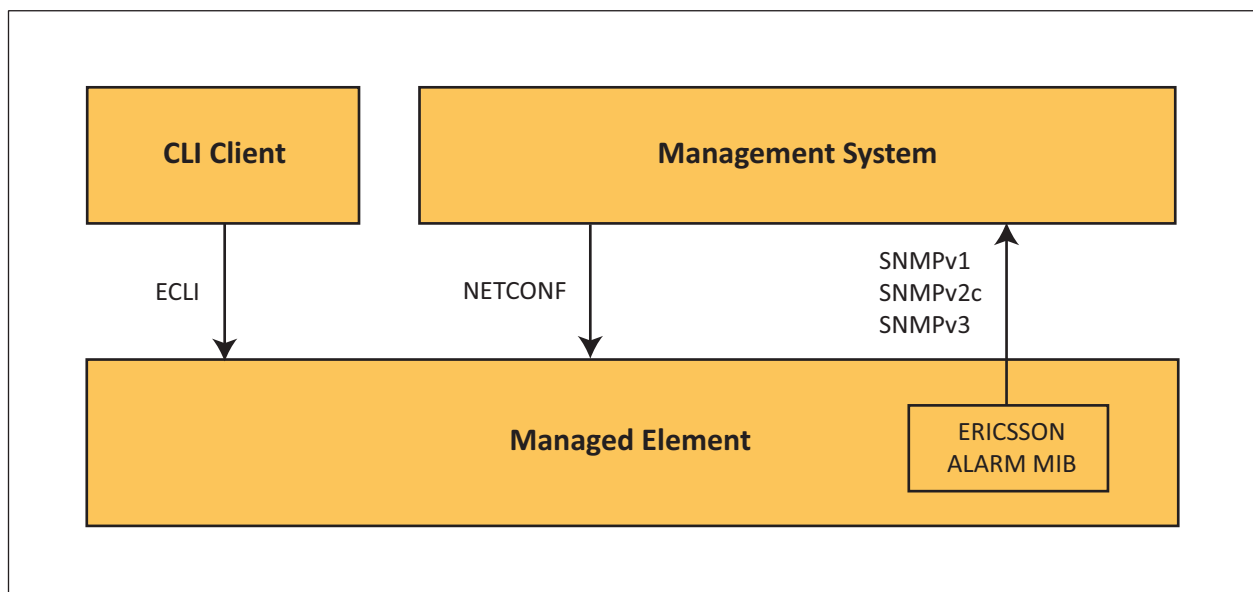 CLI Client
Management System
ECLI
NETCONF
SNMPv1
SNMPv2c
SNMPv3
Managed Element
ERICSSON
ALARM MIB